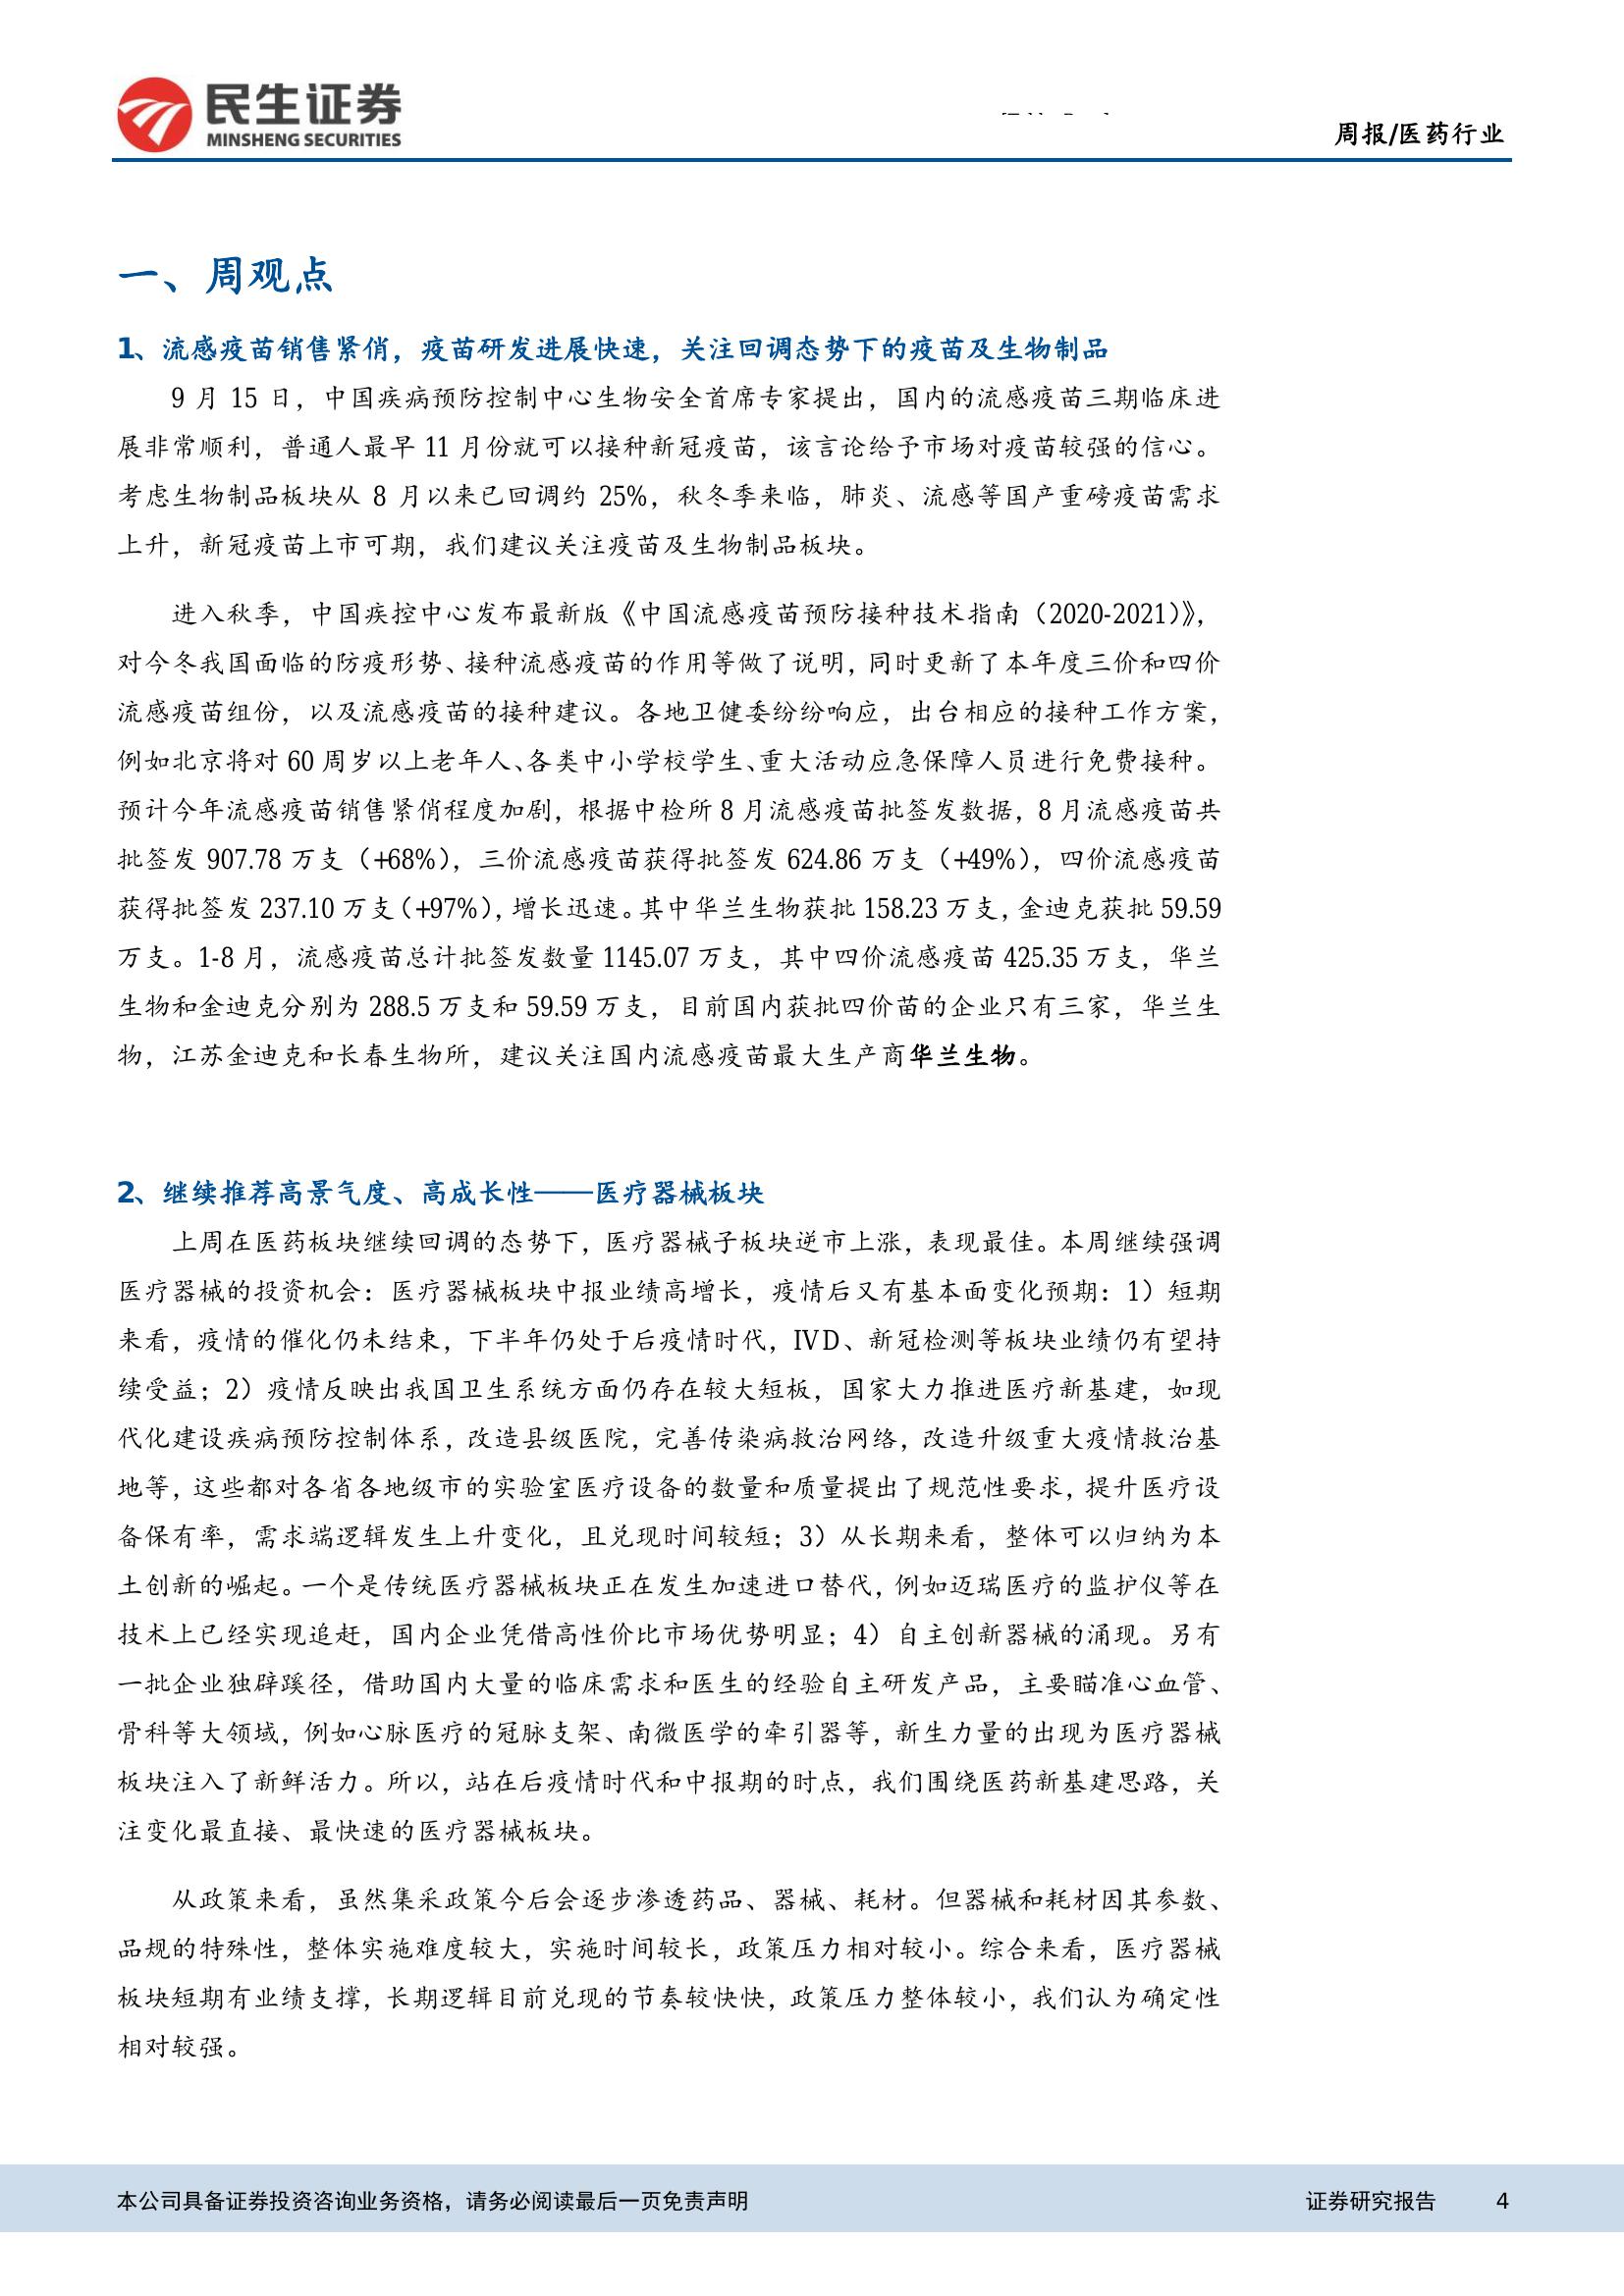 民生证券
MINSHENG SECURITIES
周报/医药行业
一、周观点
1、流感疫苗销售紧俏，疫苗研发进展快速，关注回调态势下的疫苗及生物制品
9 月 15 日，中国疾病预防控制中心生物安全首席专家提出，国内的流感疫苗三期临床进
展非常顺利，普通人最早 11 月份就可以接种新冠疫苗，该言论给予市场对疫苗较强的信心。
考虑生物制品板块从 8 月以来已回调约 25%，秋冬季来临，肺炎、流感等国产重磅疫苗需求
上升，新冠疫苗上市可期，我们建议关注疫苗及生物制品板块。
进入秋季，中国疾控中心发布最新版《中国流感疫苗预防接种技术指南（2020-2021）》，
对今冬我国面临的防疫形势、接种流感疫苗的作用等做了说明，同时更新了本年度三价和四价
流感疫苗组份，以及流感疫苗的接种建议。各地卫健委纷纷响应，出台相应的接种工作方案，
例如北京将对 60 周岁以上老年人、各类中小学校学生、重大活动应急保障人员进行免费接种。
预计今年流感疫苗销售紧俏程度加剧，根据中检所 8 月流感疫苗批签发数据，8 月流感疫苗共
批签发 907.78 万支（+68%），三价流感疫苗获得批签发 624.86 万支（+49%），四价流感疫苗
获得批签发 237.10 万支（+97%），增长迅速。其中华兰生物获批 158.23 万支，金迪克获批 59.59
万支。1-8 月，流感疫苗总计批签发数量 1145.07 万支，其中四价流感疫苗 425.35 万支，华兰
生物和金迪克分别为 288.5 万支和 59.59 万支，目前国内获批四价苗的企业只有三家，华兰生
物，江苏金迪克和长春生物所，建议关注国内流感疫苗最大生产商华兰生物。
2、继续推荐高景气度、高成长性——医疗器械板块
上周在医药板块继续回调的态势下，医疗器械子板块逆市上涨，表现最佳。本周继续强调
医疗器械的投资机会：医疗器械板块中报业绩高增长，疫情后又有基本面变化预期：1）短期
来看，疫情的催化仍未结束，下半年仍处于后疫情时代，IVD、新冠检测等板块业绩仍有望持
续受益；2）疫情反映出我国卫生系统方面仍存在较大短板，国家大力推进医疗新基建，如现
代化建设疾病预防控制体系，改造县级医院，完善传染病救治网络，改造升级重大疫情救治基
地等，这些都对各省各地级市的实验室医疗设备的数量和质量提出了规范性要求，提升医疗设
备保有率，需求端逻辑发生上升变化，且兑现时间较短；3）从长期来看，整体可以归纳为本
土创新的崛起。一个是传统医疗器械板块正在发生加速进口替代，例如迈瑞医疗的监护仪等在
技术上已经实现追赶，国内企业凭借高性价比市场优势明显；4）自主创新器械的涌现。另有
一批企业独辟蹊径，借助国内大量的临床需求和医生的经验自主研发产品，主要瞄准心血管、
骨科等大领域，例如心脉医疗的冠脉支架、南微医学的牵引器等，新生力量的出现为医疗器械
板块注入了新鲜活力。所以，站在后疫情时代和中报期的时点，我们围绕医药新基建思路，关
注变化最直接、最快速的医疗器械板块。
从政策来看，虽然集采政策今后会逐步渗透药品、器械、耗材。但器械和耗材因其参数、
品规的特殊性，整体实施难度较大，实施时间较长，政策压力相对较小。综合来看，医疗器械
板块短期有业绩支撑，长期逻辑目前兑现的节奏较快快，政策压力整体较小，我们认为确定性
相对较强。
本公司具备证券投资咨询业务资格，请务必阅读最后一页免责声明
证券研究报告
4